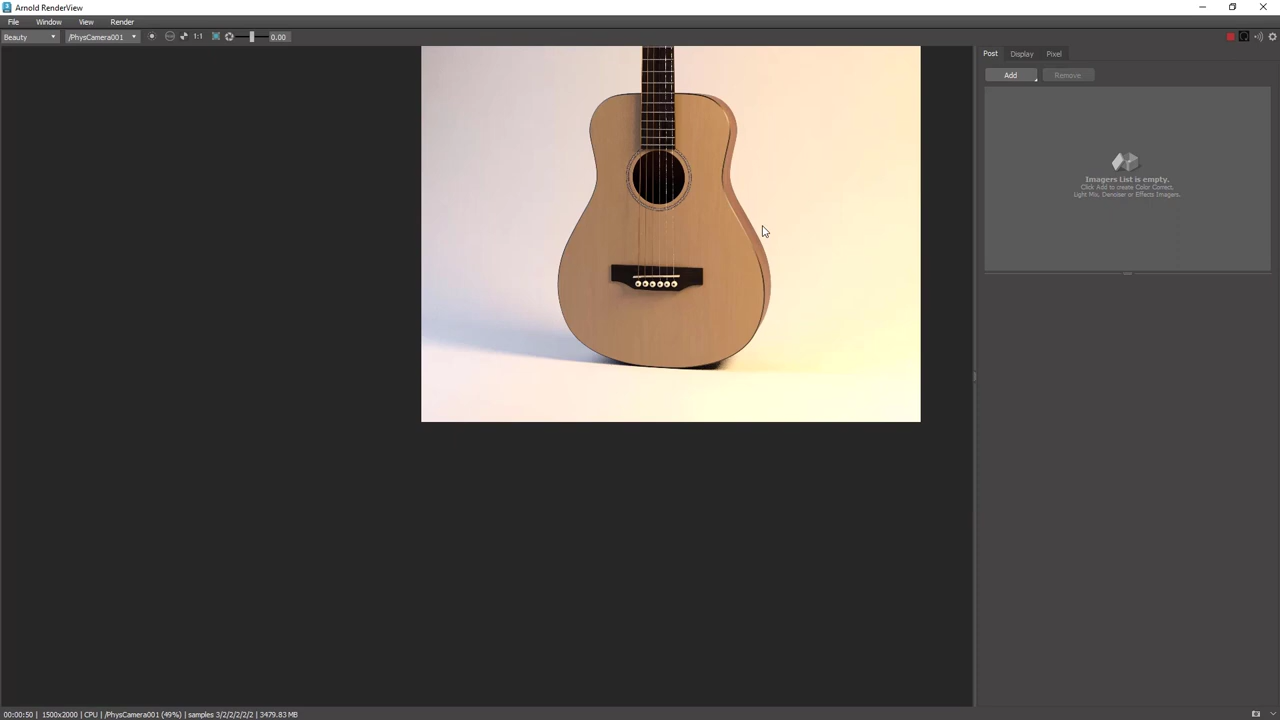 Arnold RenderView
File Window View Render
Beauty /PhysCamera001 1:1 0.00
Post Display Pixel
Add Remove
Imagers List is empty.
Click Add to create Color Correct,
Light Mix, Denoiser or Effects Imagers.
00:00:50 | 1500x2000 | CPU | /PhysCamera001 (49%) | samples 3/2/2/2/2/2 | 3479.83 MB